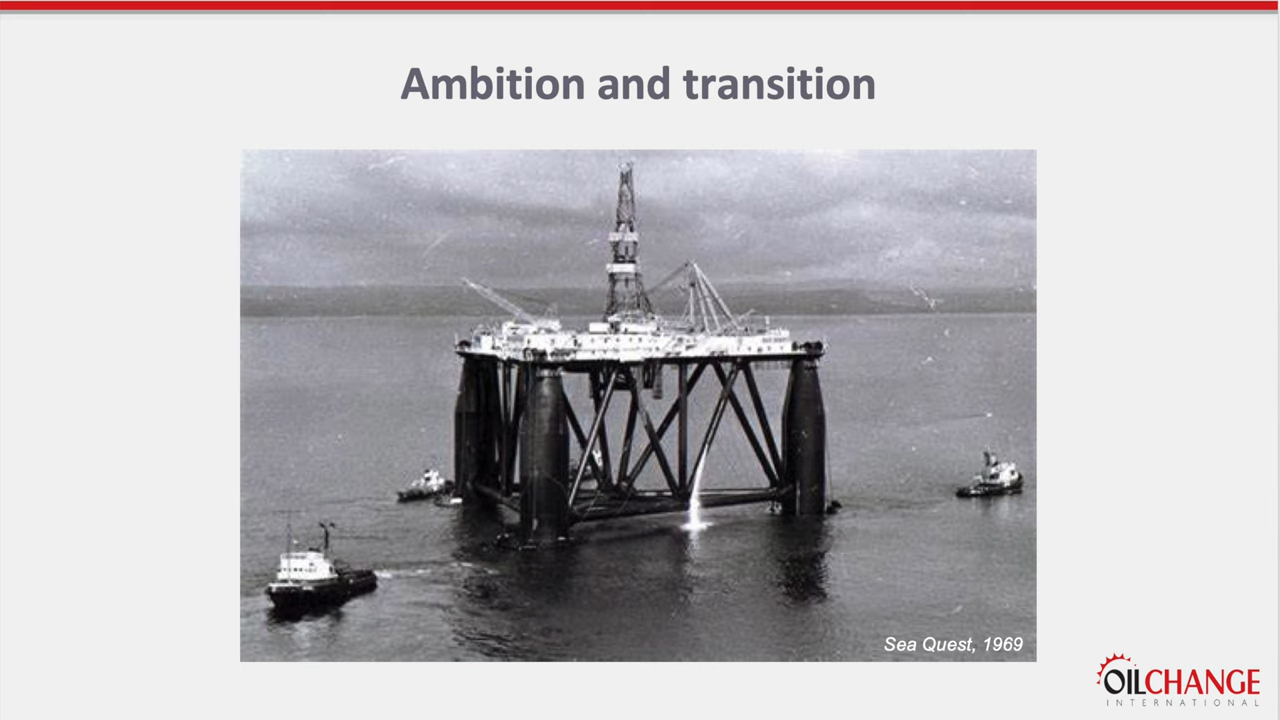 Ambition and transition
Sea Quest, 1969
OILCHANGE
INTERNATIONAL